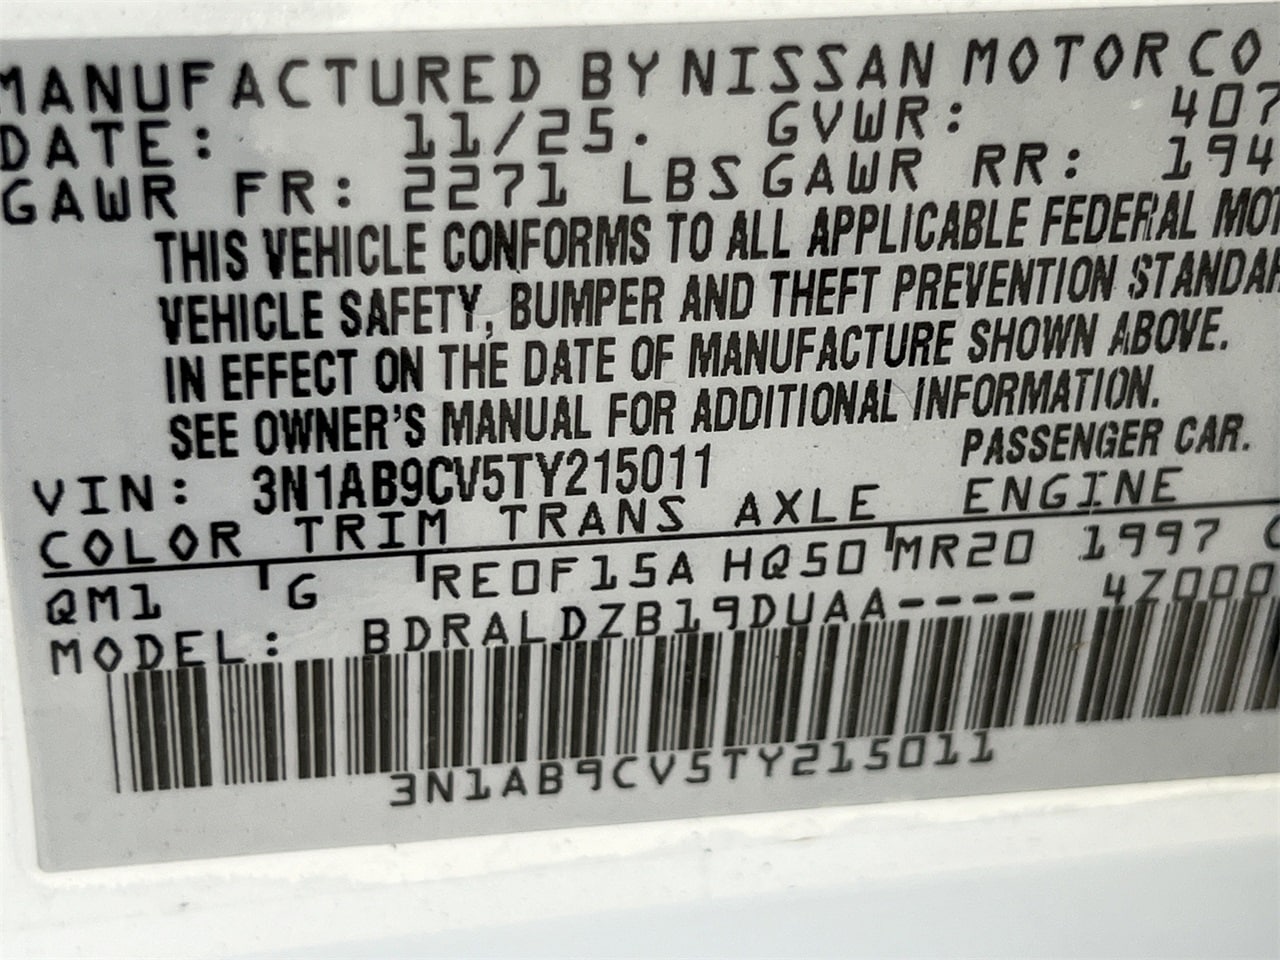 MANUFACTURED BY NISSAN MOTOR CO.
DATE: 11/25. GVWR: 407
GAWR FR: 2271 LBS GAWR RR: 194
THIS VEHICLE CONFORMS TO ALL APPLICABLE FEDERAL MOT
VEHICLE SAFETY, BUMPER AND THEFT PREVENTION STANDAR
IN EFFECT ON THE DATE OF MANUFACTURE SHOWN ABOVE.
SEE OWNER'S MANUAL FOR ADDITIONAL INFORMATION.
VIN: 3N1AB9CV5TY215011 PASSENGER CAR.
COLOR TRIM TRANS AXLE ENGINE
QM1 G RE0F15A HQ50 MR20 1997 C
MODEL: BDRALDZB19DUAA---- 4Z000
3N1AB9CV5TY215011